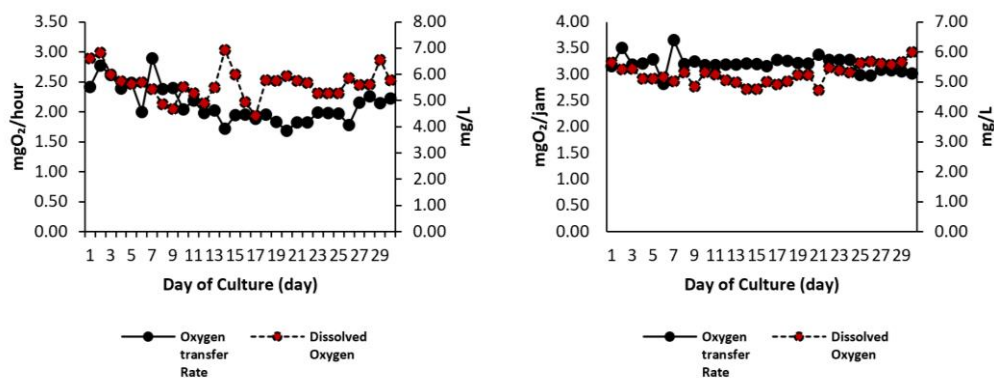 3.50
3.00
2.50
2.00
1.50
1.00
0.50
0.00
mgO₂/hour
8.00
7.00
6.00
5.00
4.00
3.00
2.00
1.00
0.00
mg/L
1 3 5 7 9 11 13 15 17 19 21 23 25 27 29
Day of Culture (day)
Oxygen transfer Rate
Dissolved Oxygen
4.00
3.50
3.00
2.50
2.00
1.50
1.00
0.50
0.00
mgO₂/jam
7.00
6.00
5.00
4.00
3.00
2.00
1.00
0.00
mg/L
1 3 5 7 9 11 13 15 17 19 21 23 25 27 29
Day of Culture (day)
Oxygen
transfer
Rate
Dissolved
Oxygen